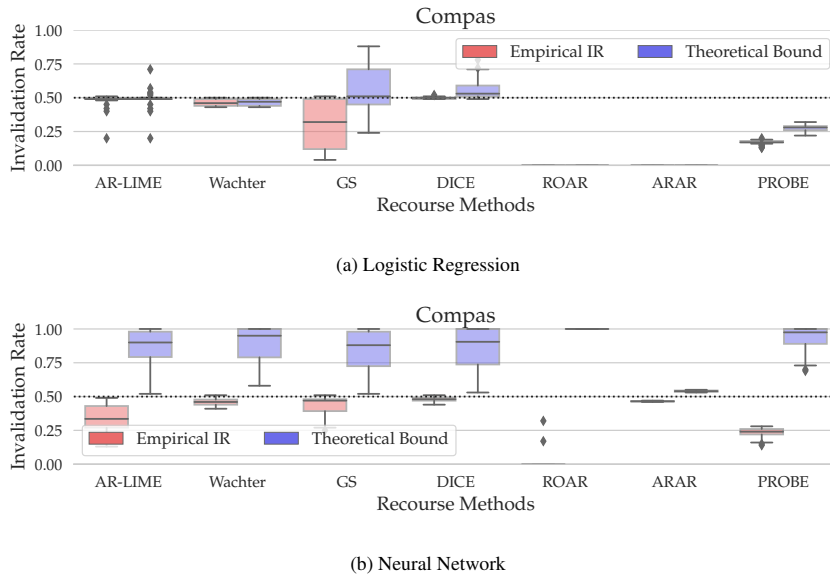 Compas
Invalidation Rate
1.00
0.75
0.50
0.25
0.00
Empirical IR
Theoretical Bound
AR-LIME
Wachter
GS
DICE
ROAR
ARAR
PROBE
Recourse Methods
(a) Logistic Regression
Compas
Invalidation Rate
1.00
0.75
0.50
0.25
0.00
Empirical IR
Theoretical Bound
AR-LIME
Wachter
GS
DICE
ROAR
ARAR
PROBE
Recourse Methods
(b) Neural Network